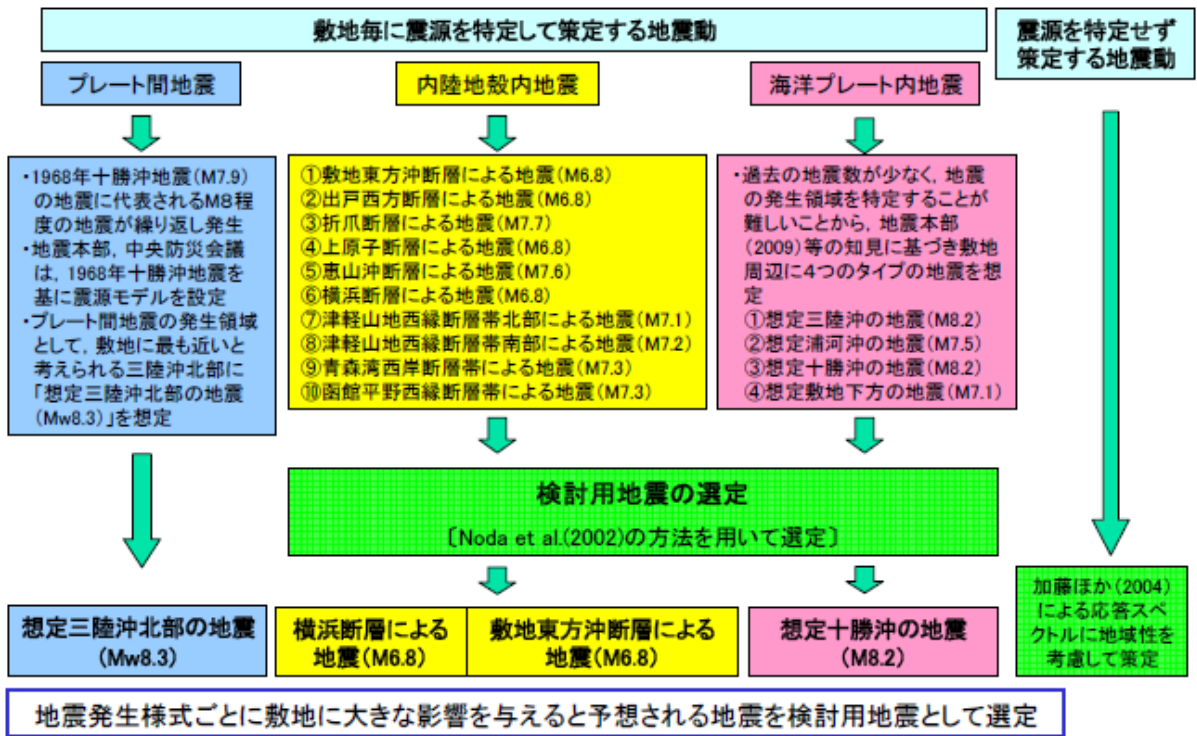 敷地毎に震源を特定して策定する地震動
震源を特定せず
策定する地震動
プレート間地震
内陸地殻内地震
海洋プレート内地震
・1968年十勝沖地震(M7.9)
の地震に代表されるM8程
度の地震が繰り返し発生
・地震本部，中央防災会議
は，1968年十勝沖地震を
基に震源モデルを設定
・プレート間地震の発生領域
として，敷地に最も近いと
考えられる三陸沖北部に
「想定三陸沖北部の地震
(Mw8.3)」を想定
①敷地東方沖断層による地震(M6.8)
②出戸西方断層による地震(M6.8)
③折爪断層による地震(M7.7)
④上原子断層による地震(M6.8)
⑤恵山沖断層による地震(M7.6)
⑥横浜断層による地震(M6.8)
⑦津軽山地西縁断層帯北部による地震(M7.1)
⑧津軽山地西縁断層帯南部による地震(M7.2)
⑨青森湾西岸断層帯による地震(M7.3)
⑩函館平野西縁断層帯による地震(M7.3)
・過去の地震数が少なく，地震
の発生領域を特定することが
難しいことから，地震本部
(2009)等の知見に基づき敷地
周辺に4つのタイプの地震を想
定
①想定三陸沖の地震(M8.2)
②想定浦河沖の地震(M7.5)
③想定十勝沖の地震(M8.2)
④想定敷地下方の地震(M7.1)
検討用地震の選定
〔Noda et al.(2002)の方法を用いて選定〕
想定三陸沖北部の地震
(Mw8.3)
横浜断層による
地震(M6.8)
敷地東方沖断層による
地震(M6.8)
想定十勝沖の地震
(M8.2)
加藤ほか(2004)
による応答スペ
クトルに地域性を
考慮して策定
地震発生様式ごとに敷地に大きな影響を与えると予想される地震を検討用地震として選定